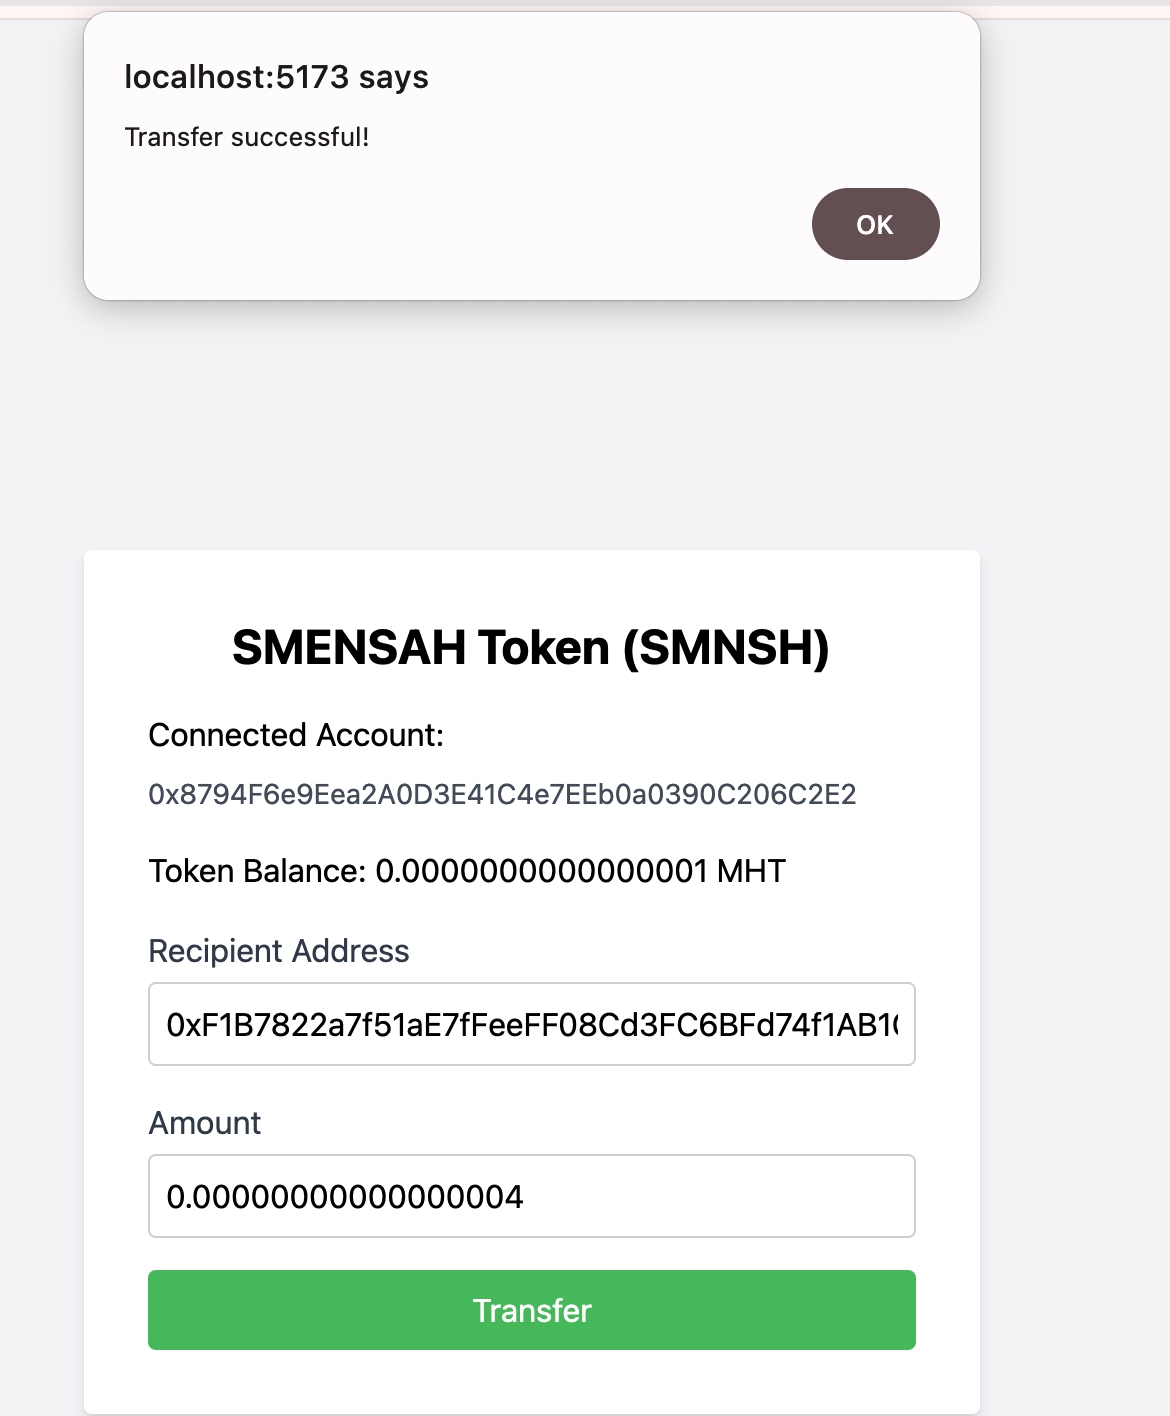 localhost:5173 says
Transfer successful!
OK
SMENSAH Token (SMNSH)
Connected Account:
0x8794F6e9Eea2A0D3E41C4e7EEb0a0390C206C2E2
Token Balance: 0.0000000000000001 MHT
Recipient Address
0xF1B7822a7f51aE7fFeeFF08Cd3FC6BFd74f1AB1
Amount
0.00000000000000004
Transfer